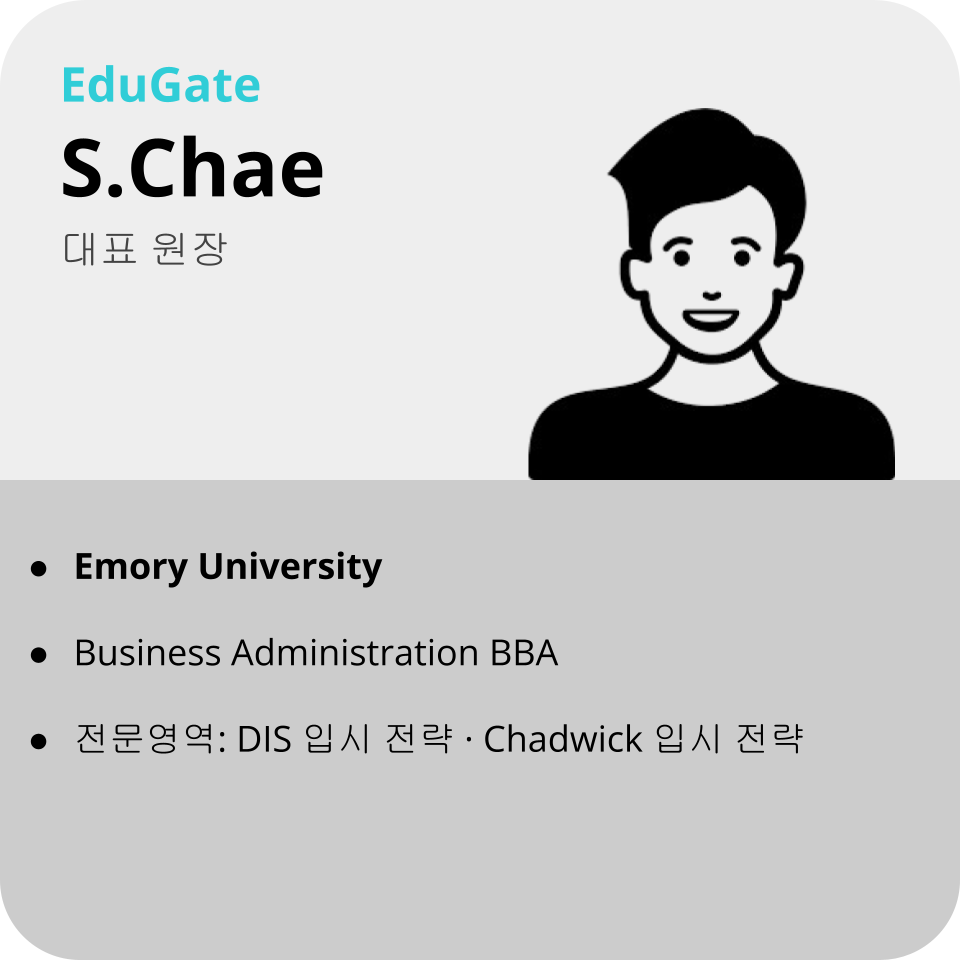 EduGate
S.Chae
대표 원장
• Emory University
• Business Administration BBA
• 전문영역: DIS 입시 전략 · Chadwick 입시 전략